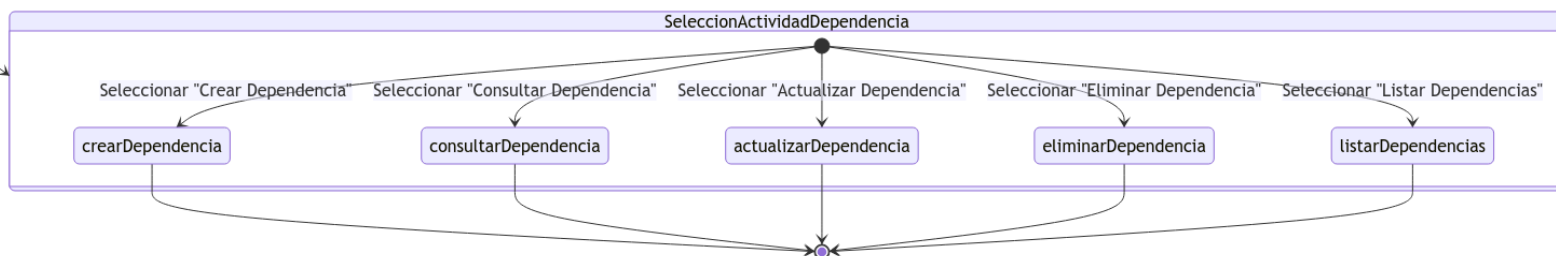 SeleccionActividadDependencia
Seleccionar "Crear Dependencia"
Seleccionar "Consultar Dependencia"
Seleccionar "Actualizar Dependencia"
Seleccionar "Eliminar Dependencia"
Seleccionar "Listar Dependencias"
crearDependencia
consultarDependencia
actualizarDependencia
eliminarDependencia
listarDependencias